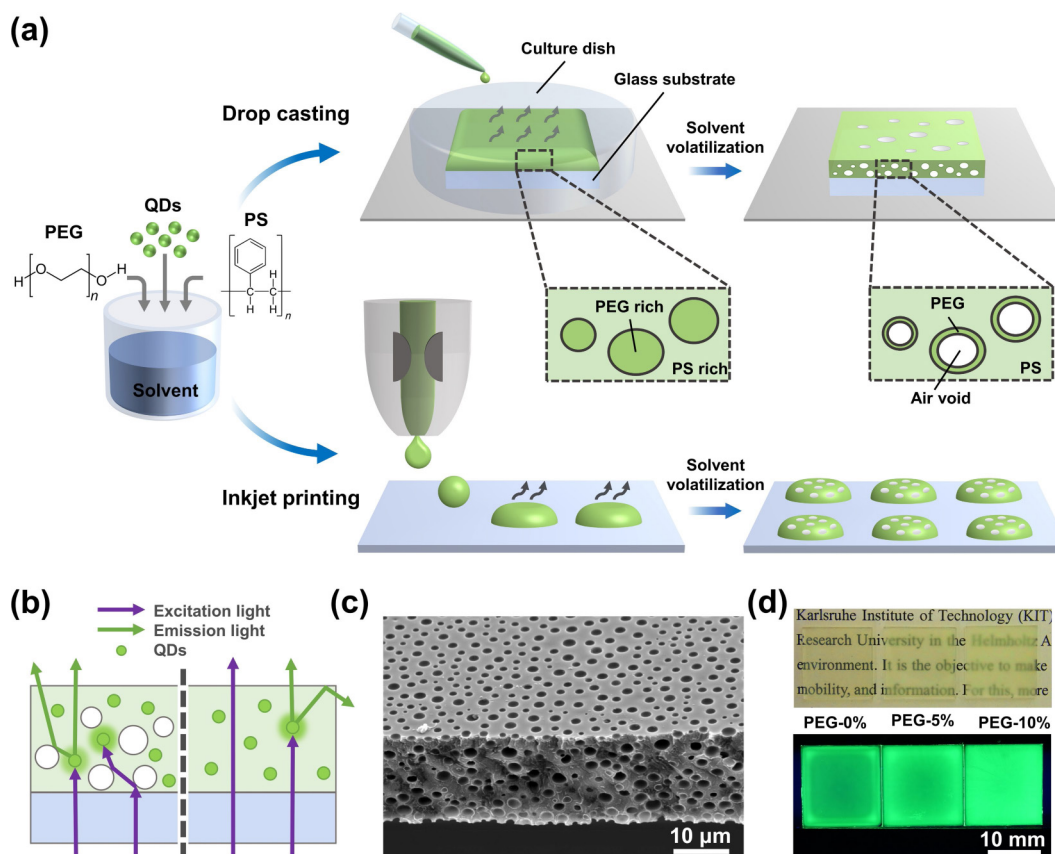 (a)
Culture dish
Glass substrate
Drop casting
Solvent
volatilization
QDs
PEG
PS
H
O
n
O
H
C
H
H
C
H
n
Solvent
PEG rich
PS rich
PEG
PS
Air void
Inkjet printing
Solvent
volatilization
(b)
Excitation light
Emission light
QDs
(c)
10 µm
(d)
Karlsruhe Institute of Technology (KIT)
Research University in the Helmholtz A
environment. It is the objective to make
mobility, and information. For this, more
PEG-0%
PEG-5%
PEG-10%
10 mm